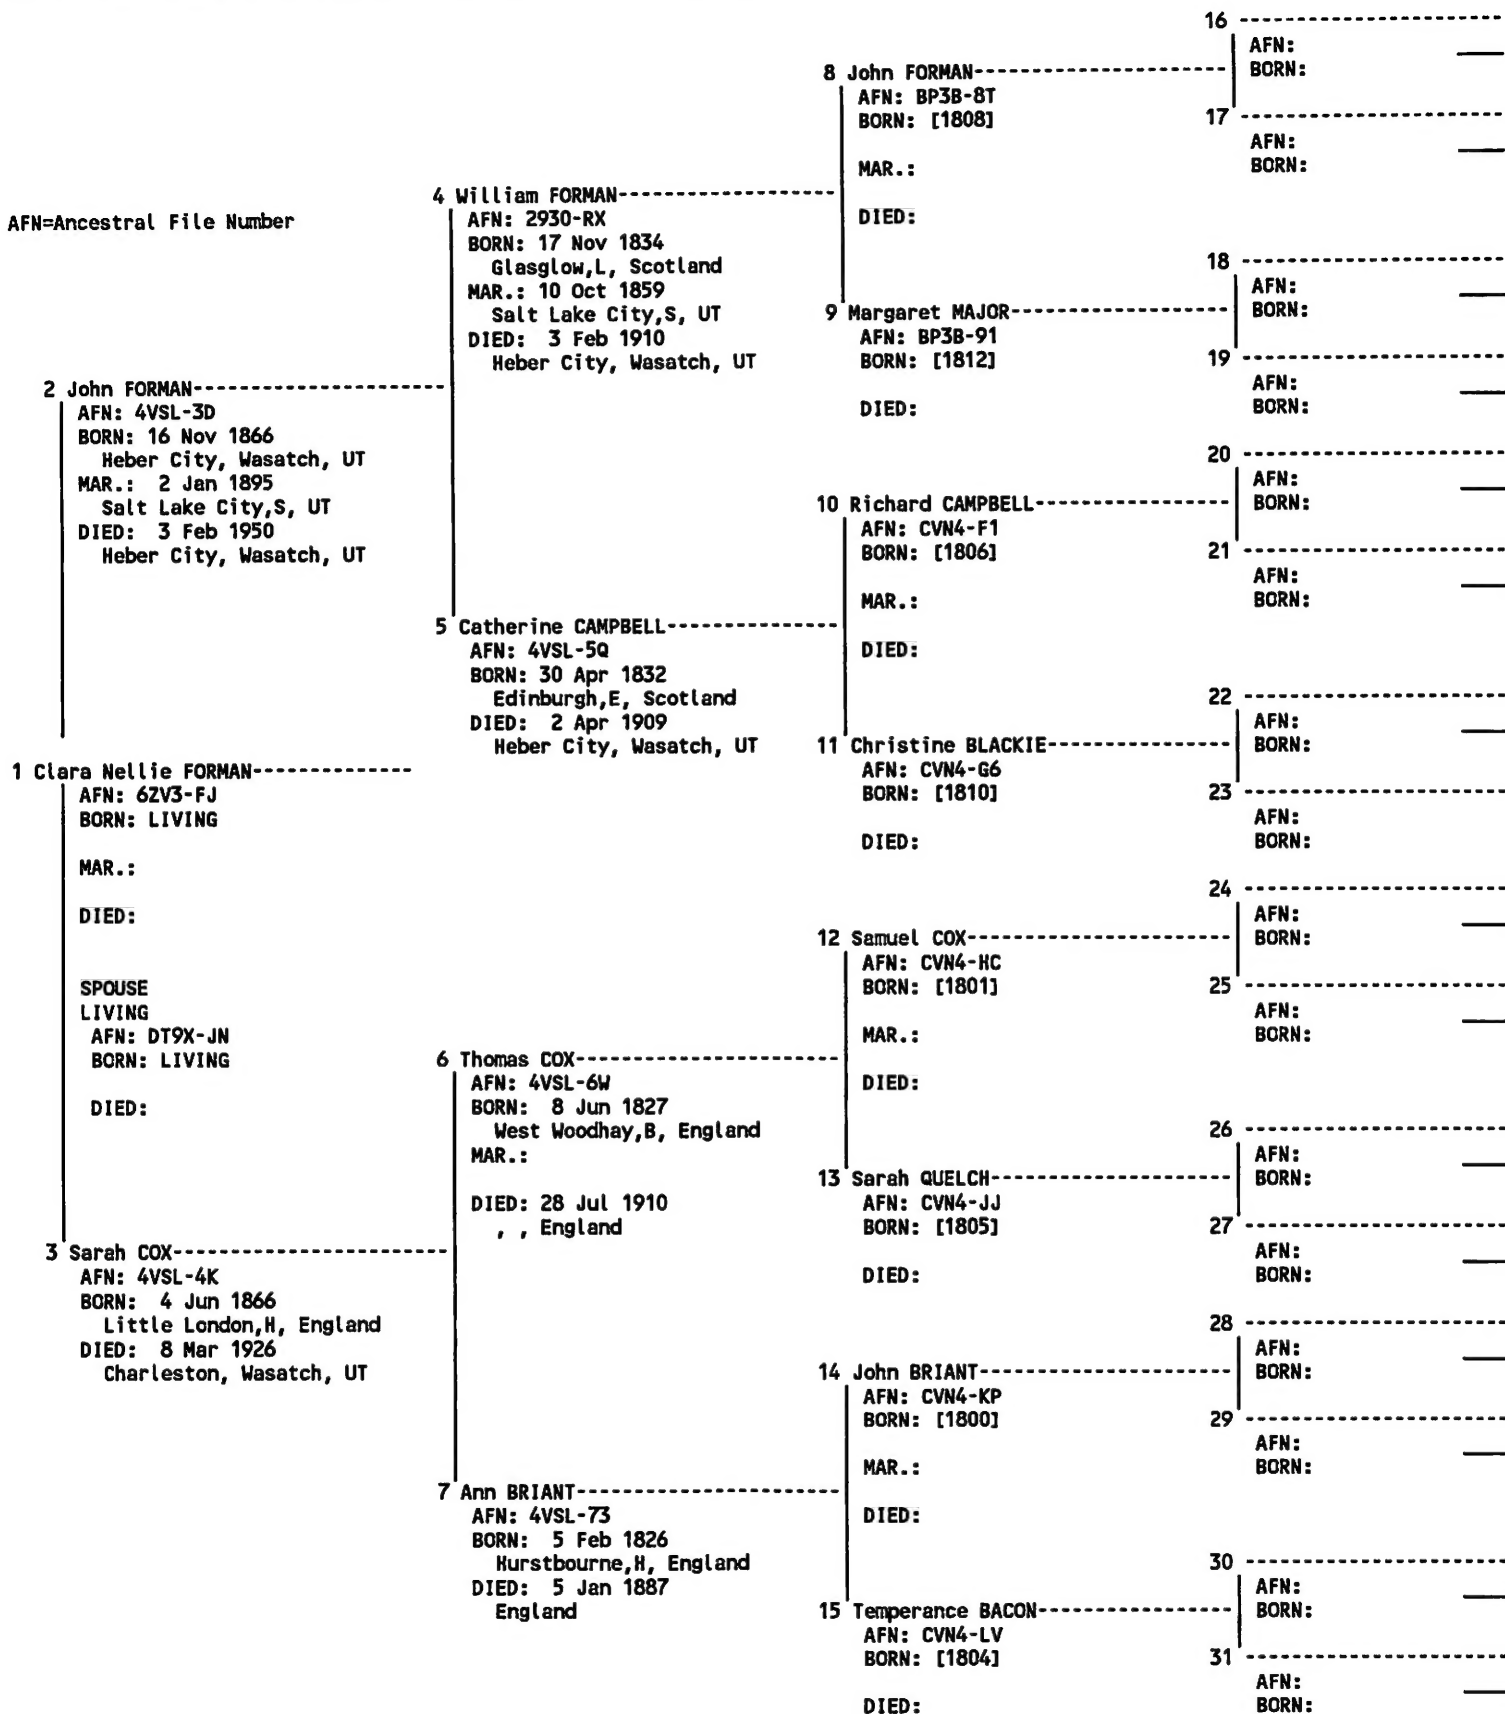 AFN=Ancestral File Number
1 Clara Nellie FORMAN-------------
AFN: 6ZV3-FJ
BORN: LIVING
MAR.:
DIED:
SPOUSE
LIVING
AFN: DT9X-JN
BORN: LIVING
DIED:
2 John FORMAN---------------------
AFN: 4VSL-3D
BORN: 16 Nov 1866
Heber City, Wasatch, UT
MAR.: 2 Jan 1895
Salt Lake City,S, UT
DIED: 3 Feb 1950
Heber City, Wasatch, UT
3 Sarah COX-----------------------
AFN: 4VSL-4K
BORN: 4 Jun 1866
Little London,H, England
DIED: 8 Mar 1926
Charleston, Wasatch, UT
4 William FORMAN------------------
AFN: 2930-RX
BORN: 17 Nov 1834
Glasglow,L, Scotland
MAR.: 10 Oct 1859
Salt Lake City,S, UT
DIED: 3 Feb 1910
Heber City, Wasatch, UT
5 Catherine CAMPBELL--------------
AFN: 4VSL-5Q
BORN: 30 Apr 1832
Edinburgh,E, Scotland
DIED: 2 Apr 1909
Heber City, Wasatch, UT
6 Thomas COX----------------------
AFN: 4VSL-6W
BORN: 8 Jun 1827
West Woodhay,B, England
MAR.:
DIED: 28 Jul 1910
, , England
7 Ann BRIANT----------------------
AFN: 4VSL-73
BORN: 5 Feb 1826
Hurstbourne,H, England
DIED: 5 Jan 1887
England
8 John FORMAN---------------------
AFN: BP3B-8T
BORN: [1808]
MAR.:
DIED:
9 Margaret MAJOR------------------
AFN: BP3B-91
BORN: [1812]
DIED:
10 Richard CAMPBELL----------------
AFN: CVN4-F1
BORN: [1806]
MAR.:
DIED:
11 Christine BLACKIE---------------
AFN: CVN4-G6
BORN: [1810]
DIED:
12 Samuel COX----------------------
AFN: CVN4-HC
BORN: [1801]
MAR.:
DIED:
13 Sarah QUELCH--------------------
AFN: CVN4-JJ
BORN: [1805]
DIED:
14 John BRIANT---------------------
AFN: CVN4-KP
BORN: [1800]
MAR.:
DIED:
15 Temperance BACON----------------
AFN: CVN4-LV
BORN: [1804]
DIED:
16 ----------------------
AFN:
BORN:
17 ----------------------
AFN:
BORN:
18 ----------------------
AFN:
BORN:
19 ----------------------
AFN:
BORN:
20 ----------------------
AFN:
BORN:
21 ----------------------
AFN:
BORN:
22 ----------------------
AFN:
BORN:
23 ----------------------
AFN:
BORN:
24 ----------------------
AFN:
BORN:
25 ----------------------
AFN:
BORN:
26 ----------------------
AFN:
BORN:
27 ----------------------
AFN:
BORN:
28 ----------------------
AFN:
BORN:
29 ----------------------
AFN:
BORN:
30 ----------------------
AFN:
BORN:
31 ----------------------
AFN:
BORN: